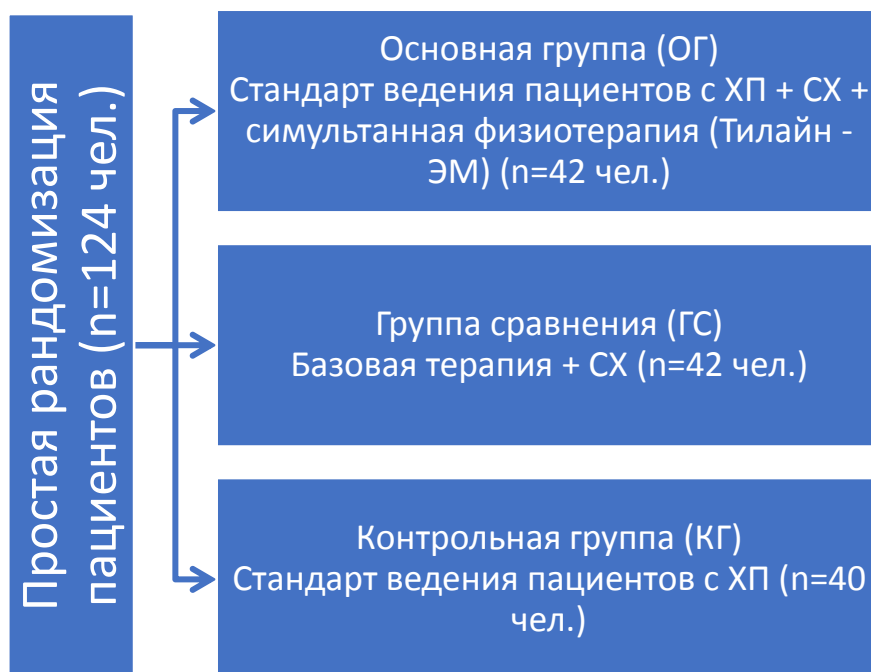 Простая рандомизация
пациентов (n=124 чел.)
Основная группа (ОГ)
Стандарт ведения пациентов с ХП + СХ +
симультанная физиотерапия (Тилайн -
ЭМ) (n=42 чел.)
Группа сравнения (ГС)
Базовая терапия + СХ (n=42 чел.)
Контрольная группа (КГ)
Стандарт ведения пациентов с ХП (n=40
чел.)